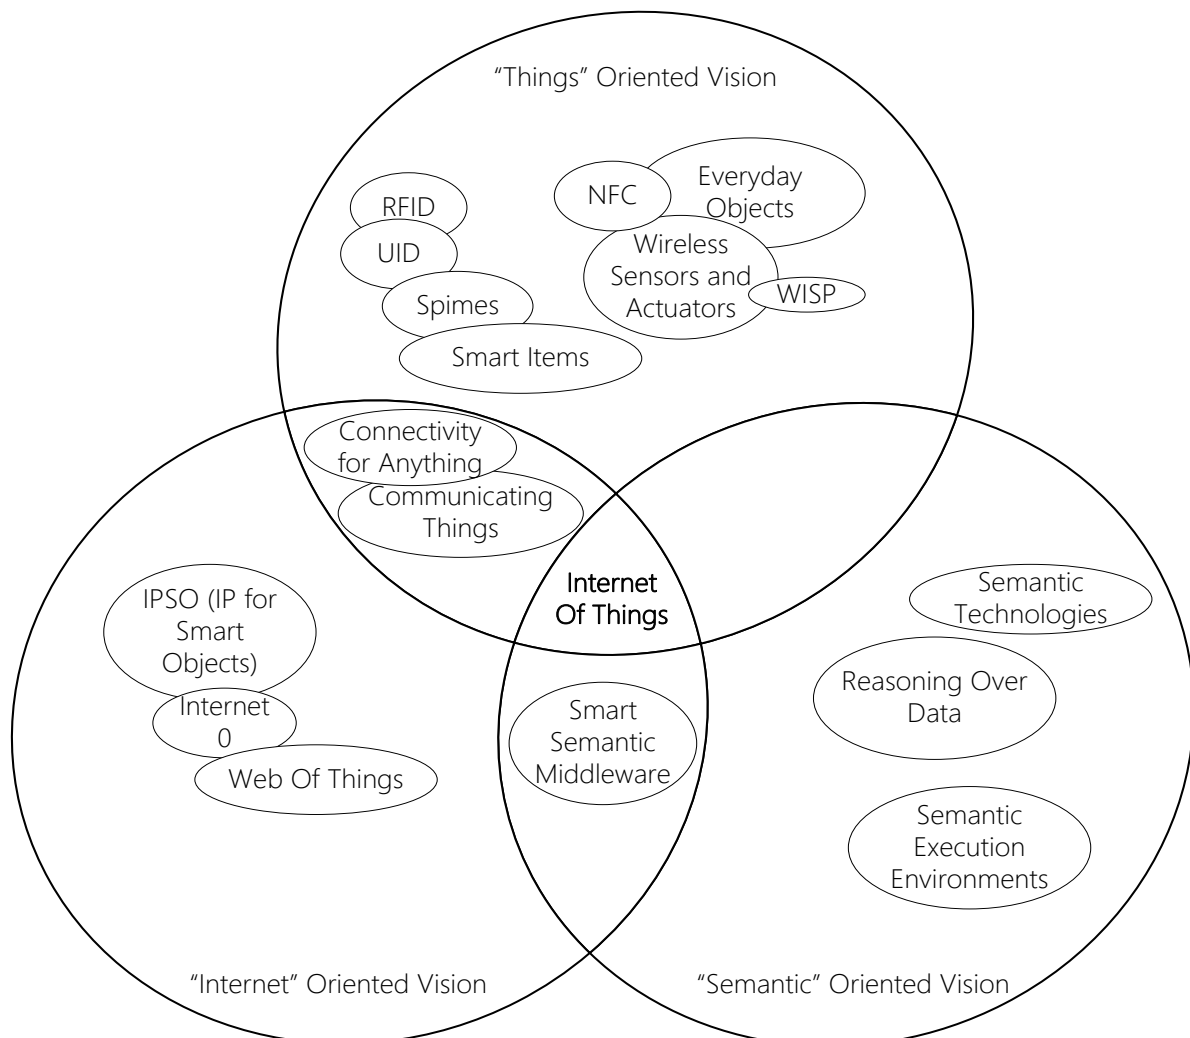 “Things” Oriented Vision
RFID
UID
Spimes
Smart Items
NFC
Everyday
Objects
Wireless
Sensors and
Actuators
WISP
Connectivity
for Anything
Communicating
Things
Internet
Of Things
IPSO (IP for
Smart
Objects)
Internet
0
Web Of Things
Smart
Semantic
Middleware
Semantic
Technologies
Reasoning Over
Data
Semantic
Execution
Environments
“Internet” Oriented Vision
“Semantic” Oriented Vision